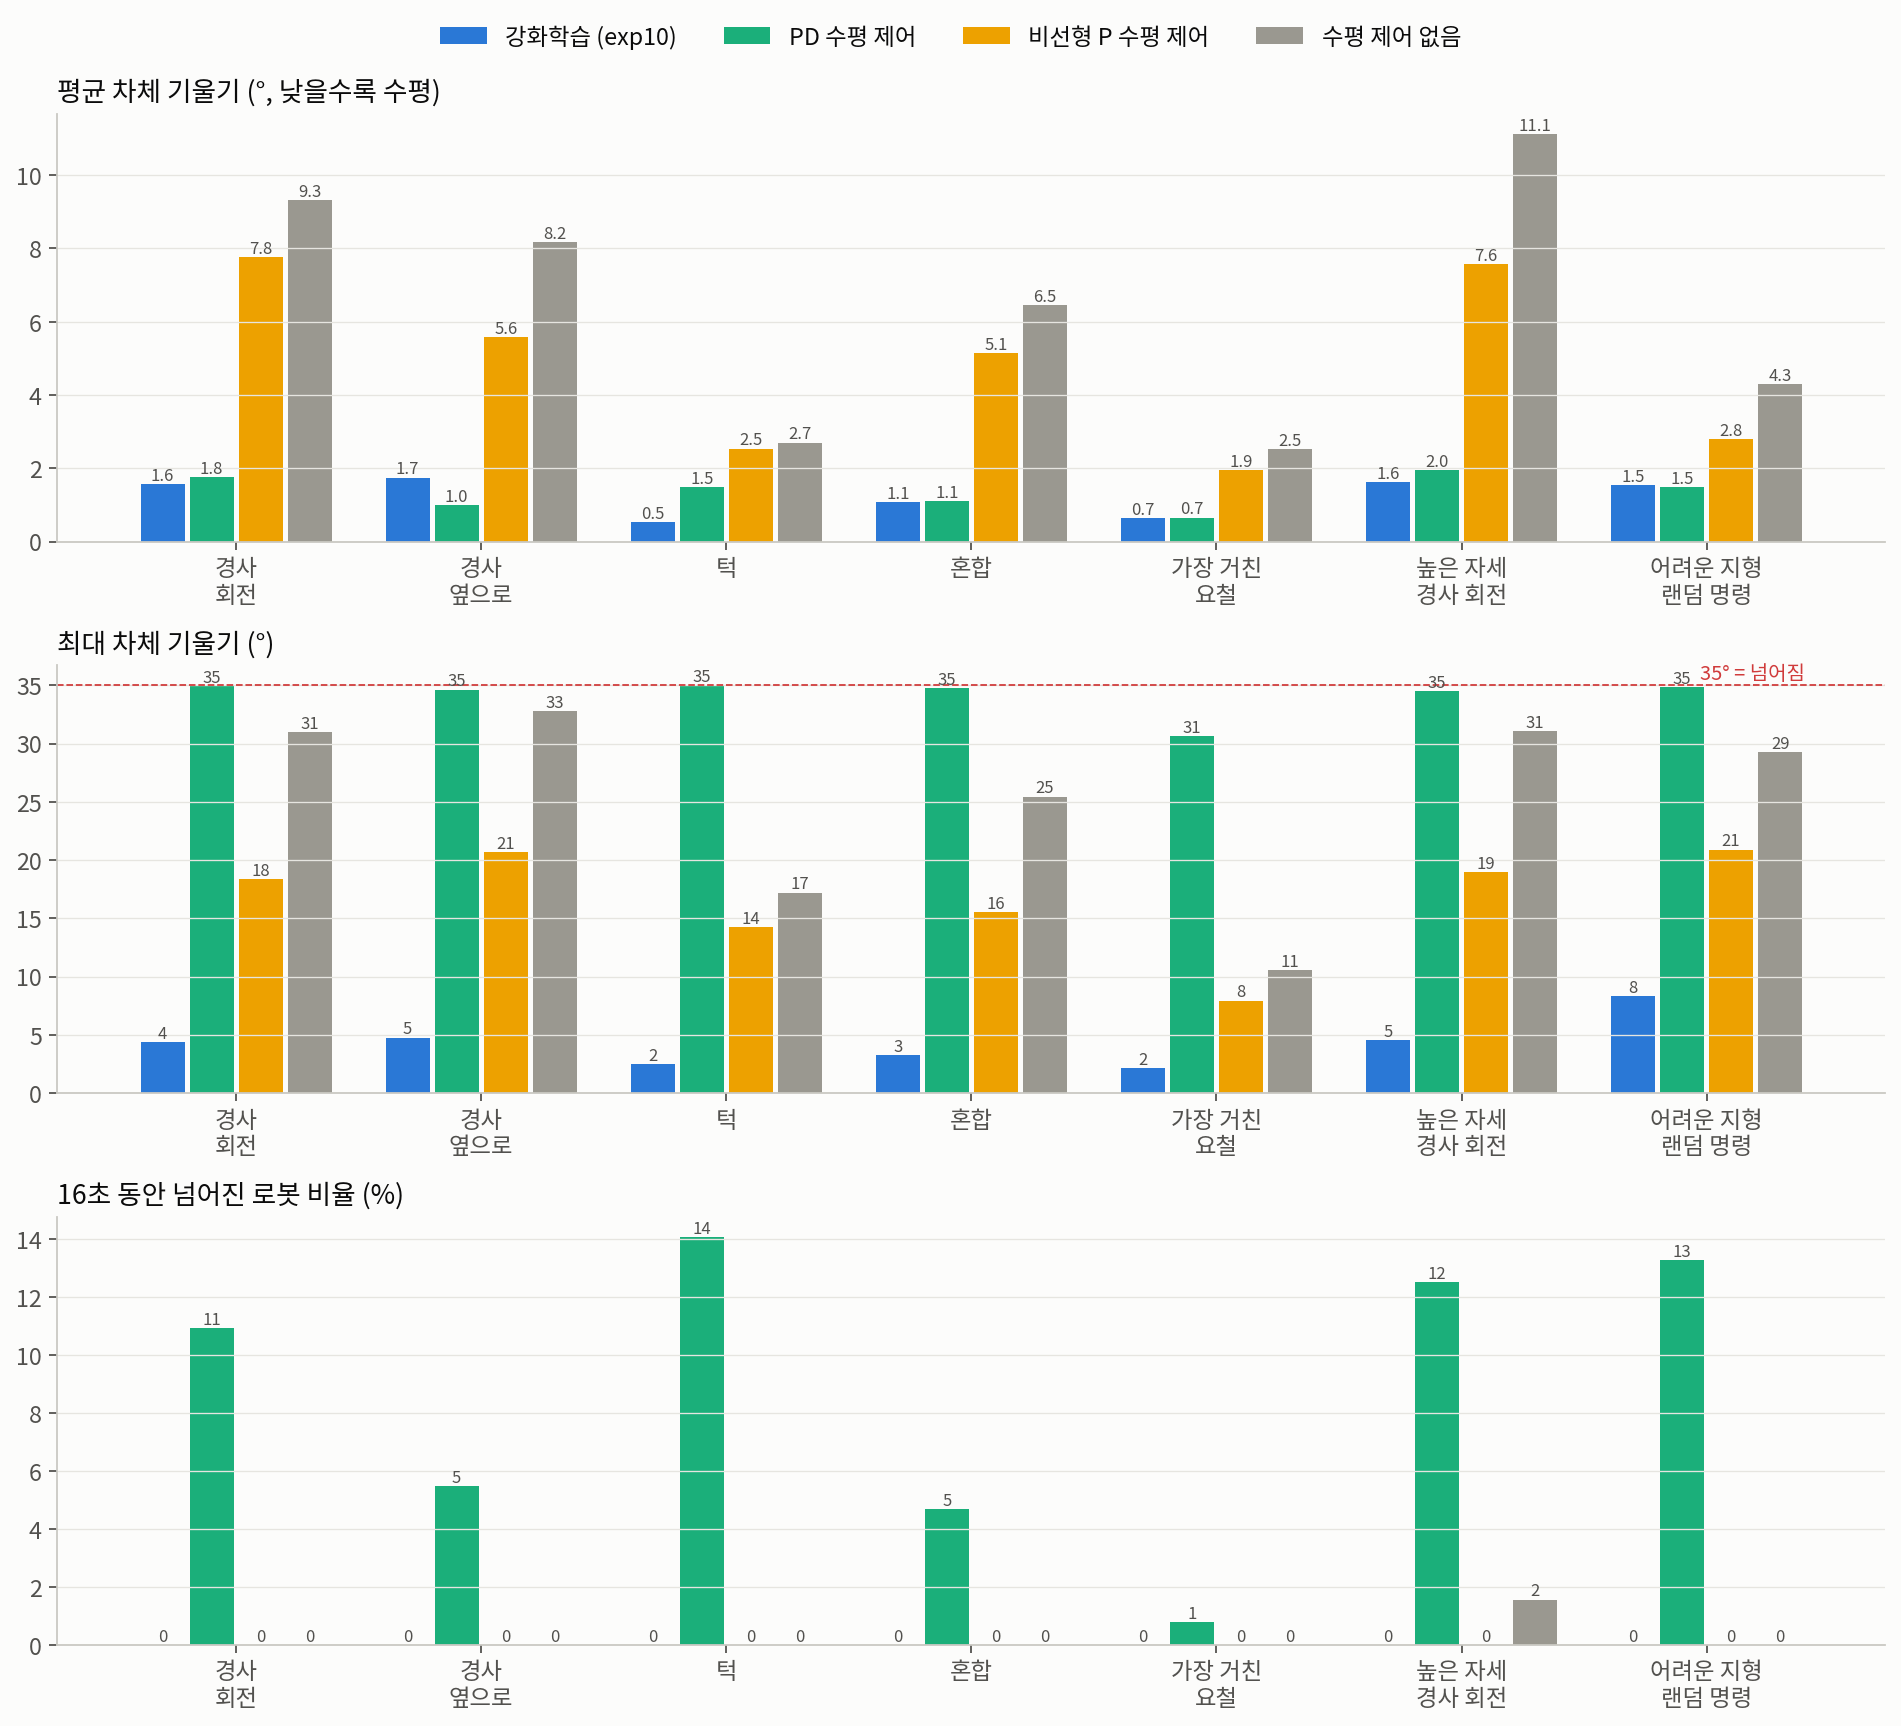 강화학습 (exp10)
PD 수평 제어
비선형 P 수평 제어
수평 제어 없음
평균 차체 기울기 (°, 낮을수록 수평)
10
8
6
4
2
0
1.6 1.8 7.8 9.3
1.7 1.0 5.6 8.2
0.5 1.5 2.5 2.7
1.1 1.1 5.1 6.5
0.7 0.7 1.9 2.5
1.6 2.0 7.6 11.1
1.5 1.5 2.8 4.3
경사
회전
경사
옆으로
턱
혼합
가장 거친
요철
높은 자세
경사 회전
어려운 지형
랜덤 명령
최대 차체 기울기 (°)
35° = 넘어짐
35
30
25
20
15
10
5
0
4 35 18 31
5 35 21 33
2 35 14 17
3 35 16 25
2 31 8 11
5 35 19 31
8 35 21 29
경사
회전
경사
옆으로
턱
혼합
가장 거친
요철
높은 자세
경사 회전
어려운 지형
랜덤 명령
16초 동안 넘어진 로봇 비율 (%)
14
12
10
8
6
4
2
0
0 11 0 0
0 5 0 0
0 14 0 0
0 5 0 0
0 1 0 0
0 12 0 2
0 13 0 0
경사
회전
경사
옆으로
턱
혼합
가장 거친
요철
높은 자세
경사 회전
어려운 지형
랜덤 명령